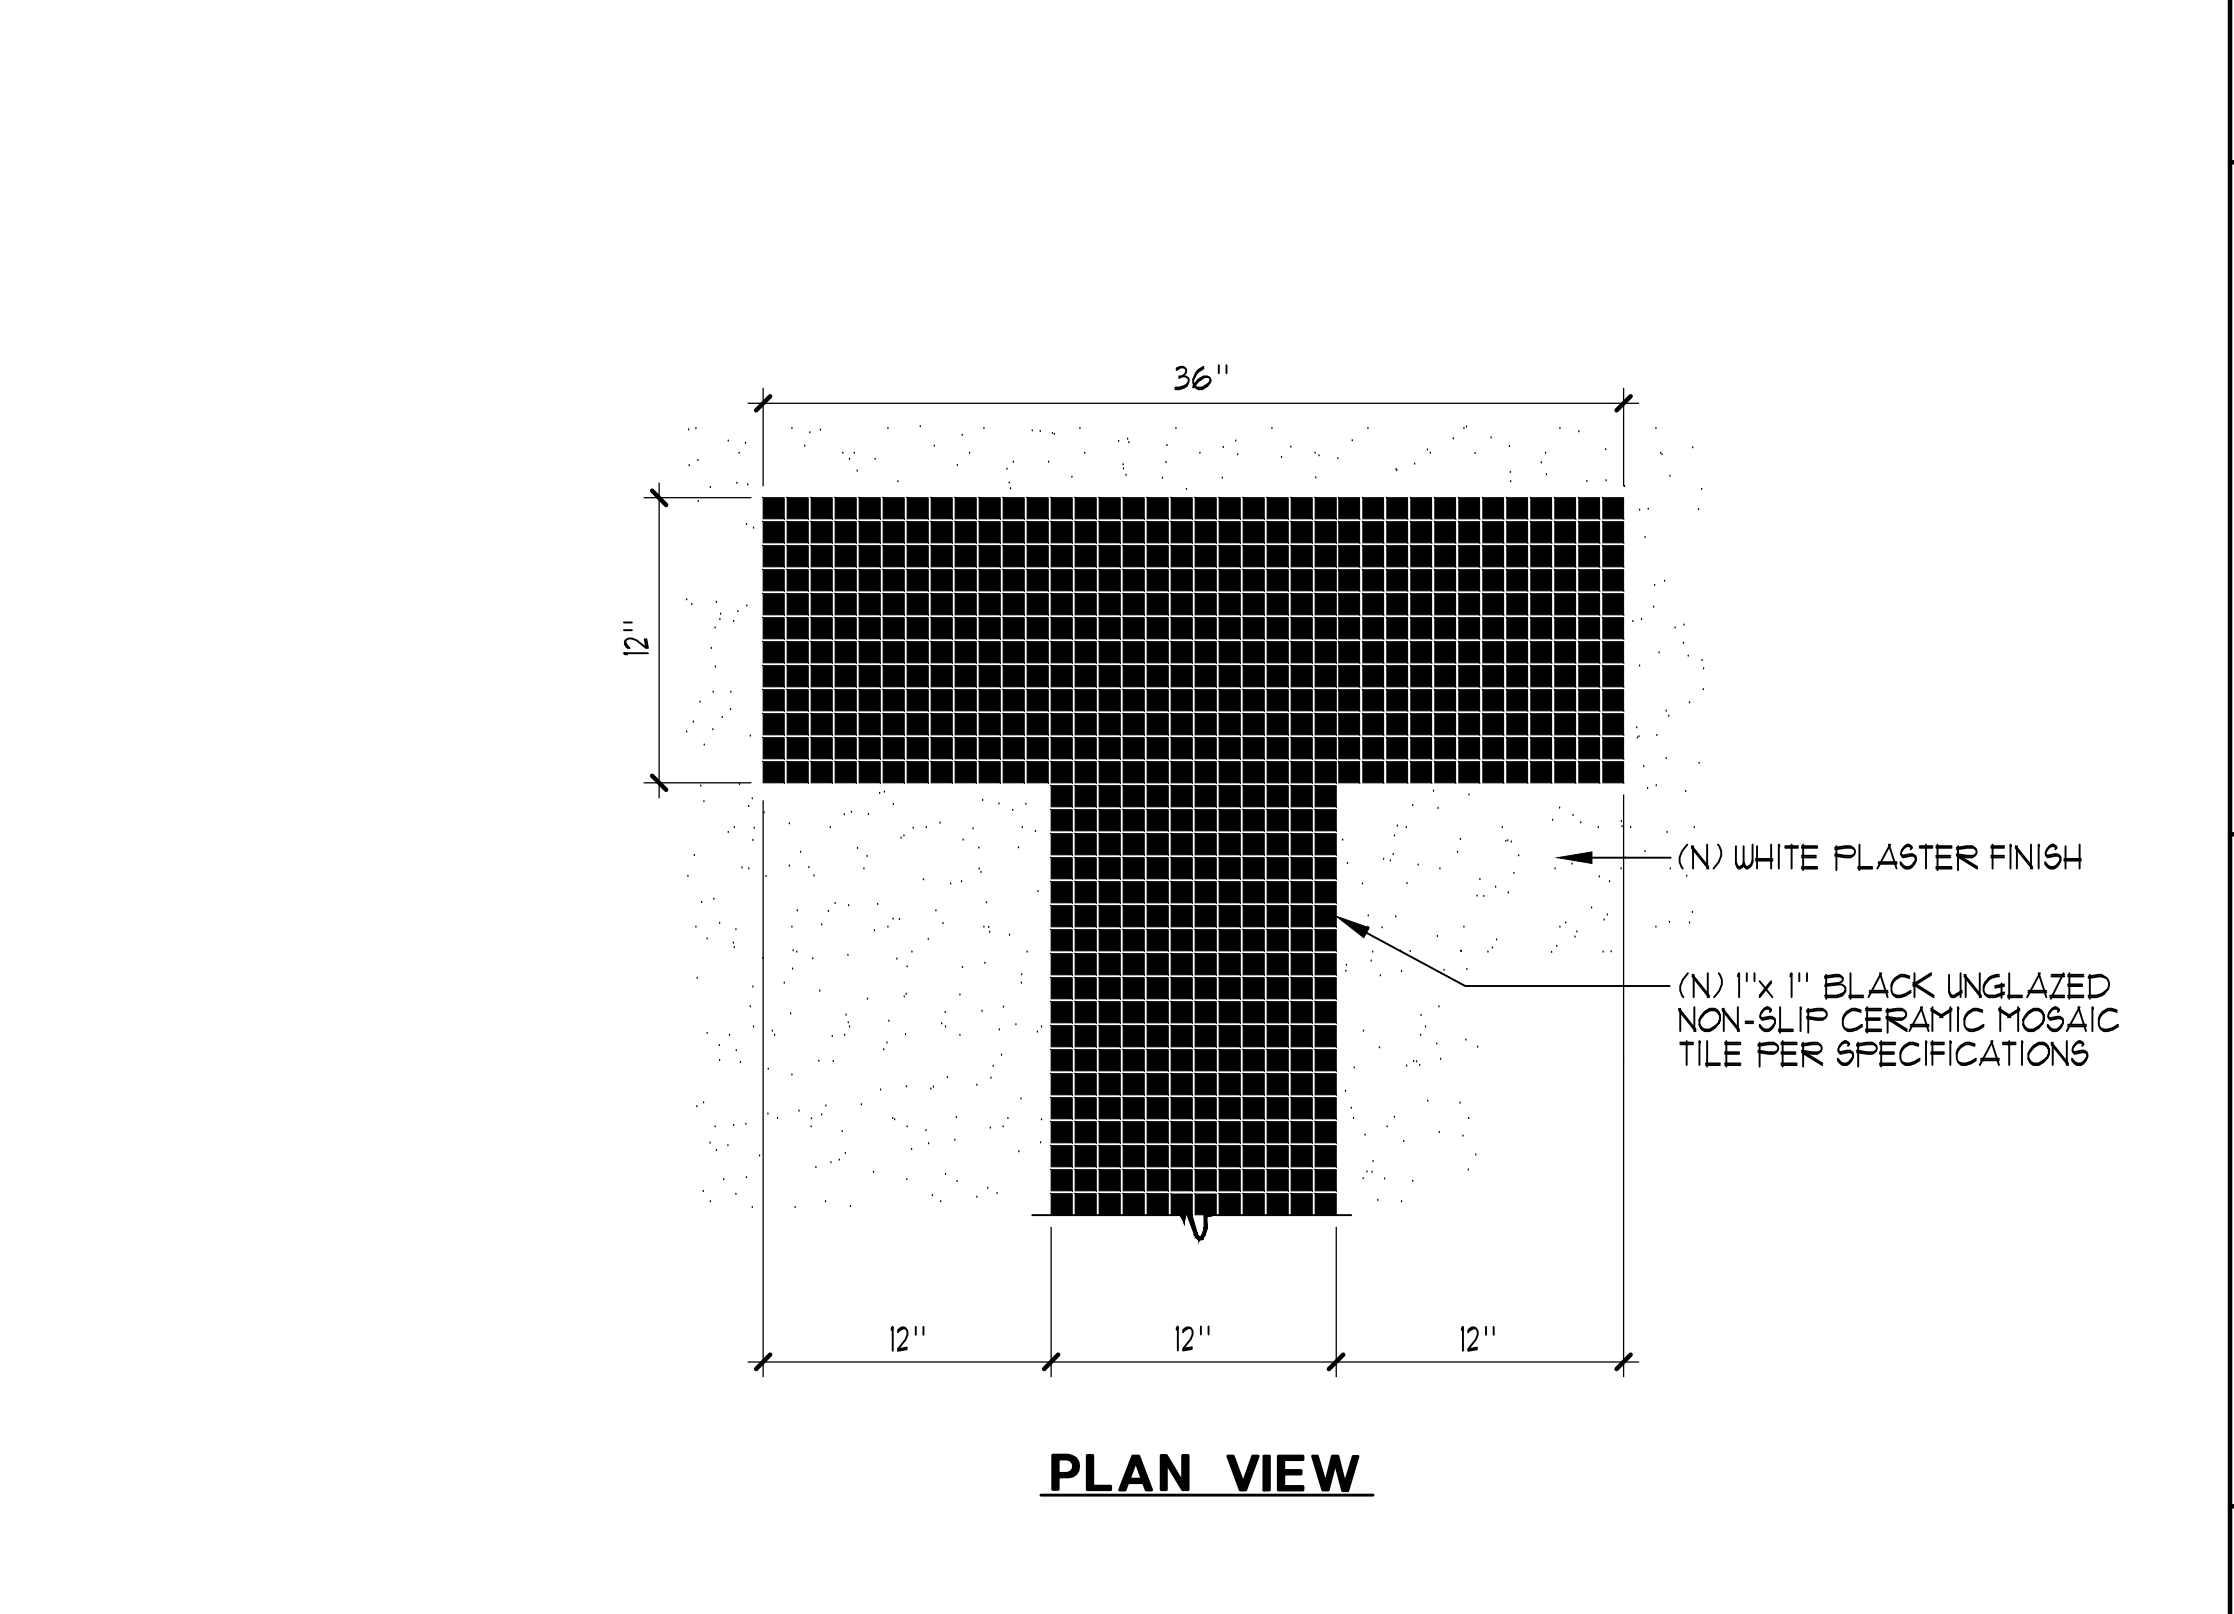 36"
12"
(N) WHITE PLASTER FINISH
(N) 1"x 1" BLACK UNGLAZED
NON-SLIP CERAMIC MOSAIC
TILE PER SPECIFICATIONS
12" 12" 12"
PLAN VIEW